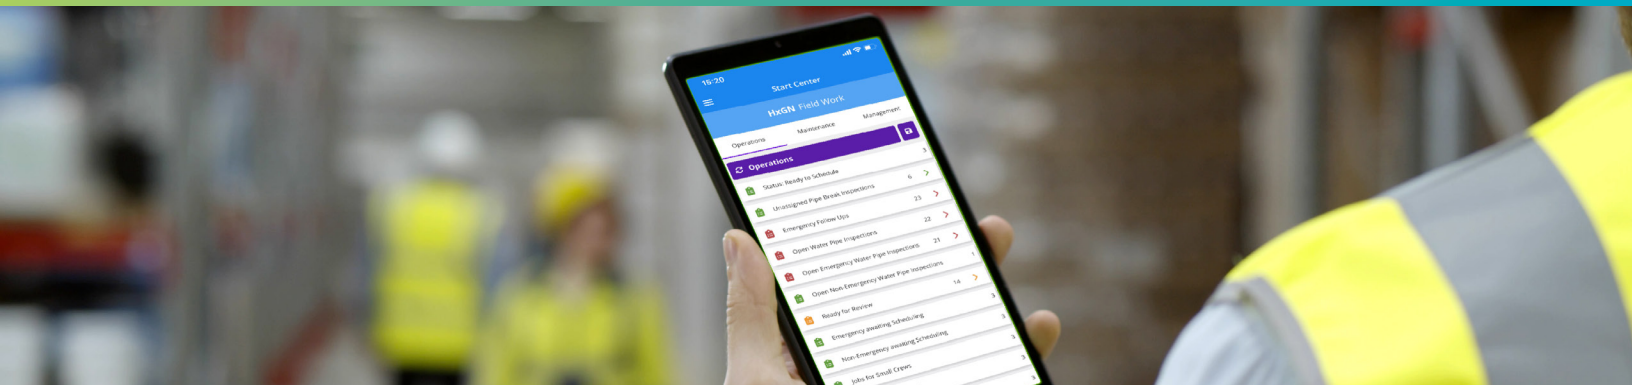 15:20
Start Center
HxGN Field Work
Operations Maintenance Management
Operations
Status: Ready to Schedule 3
Unassigned Pipe Break Inspections 6
Emergency Follow Ups 23
Open Water Pipe Inspections 22
Open Emergency Water Pipe Inspections 21
Open Non-Emergency Water Pipe Inspections 1
Ready for Review 14
Emergency awaiting Scheduling 3
Non-Emergency awaiting Scheduling 3
Jobs for Small Crews 3
3
3